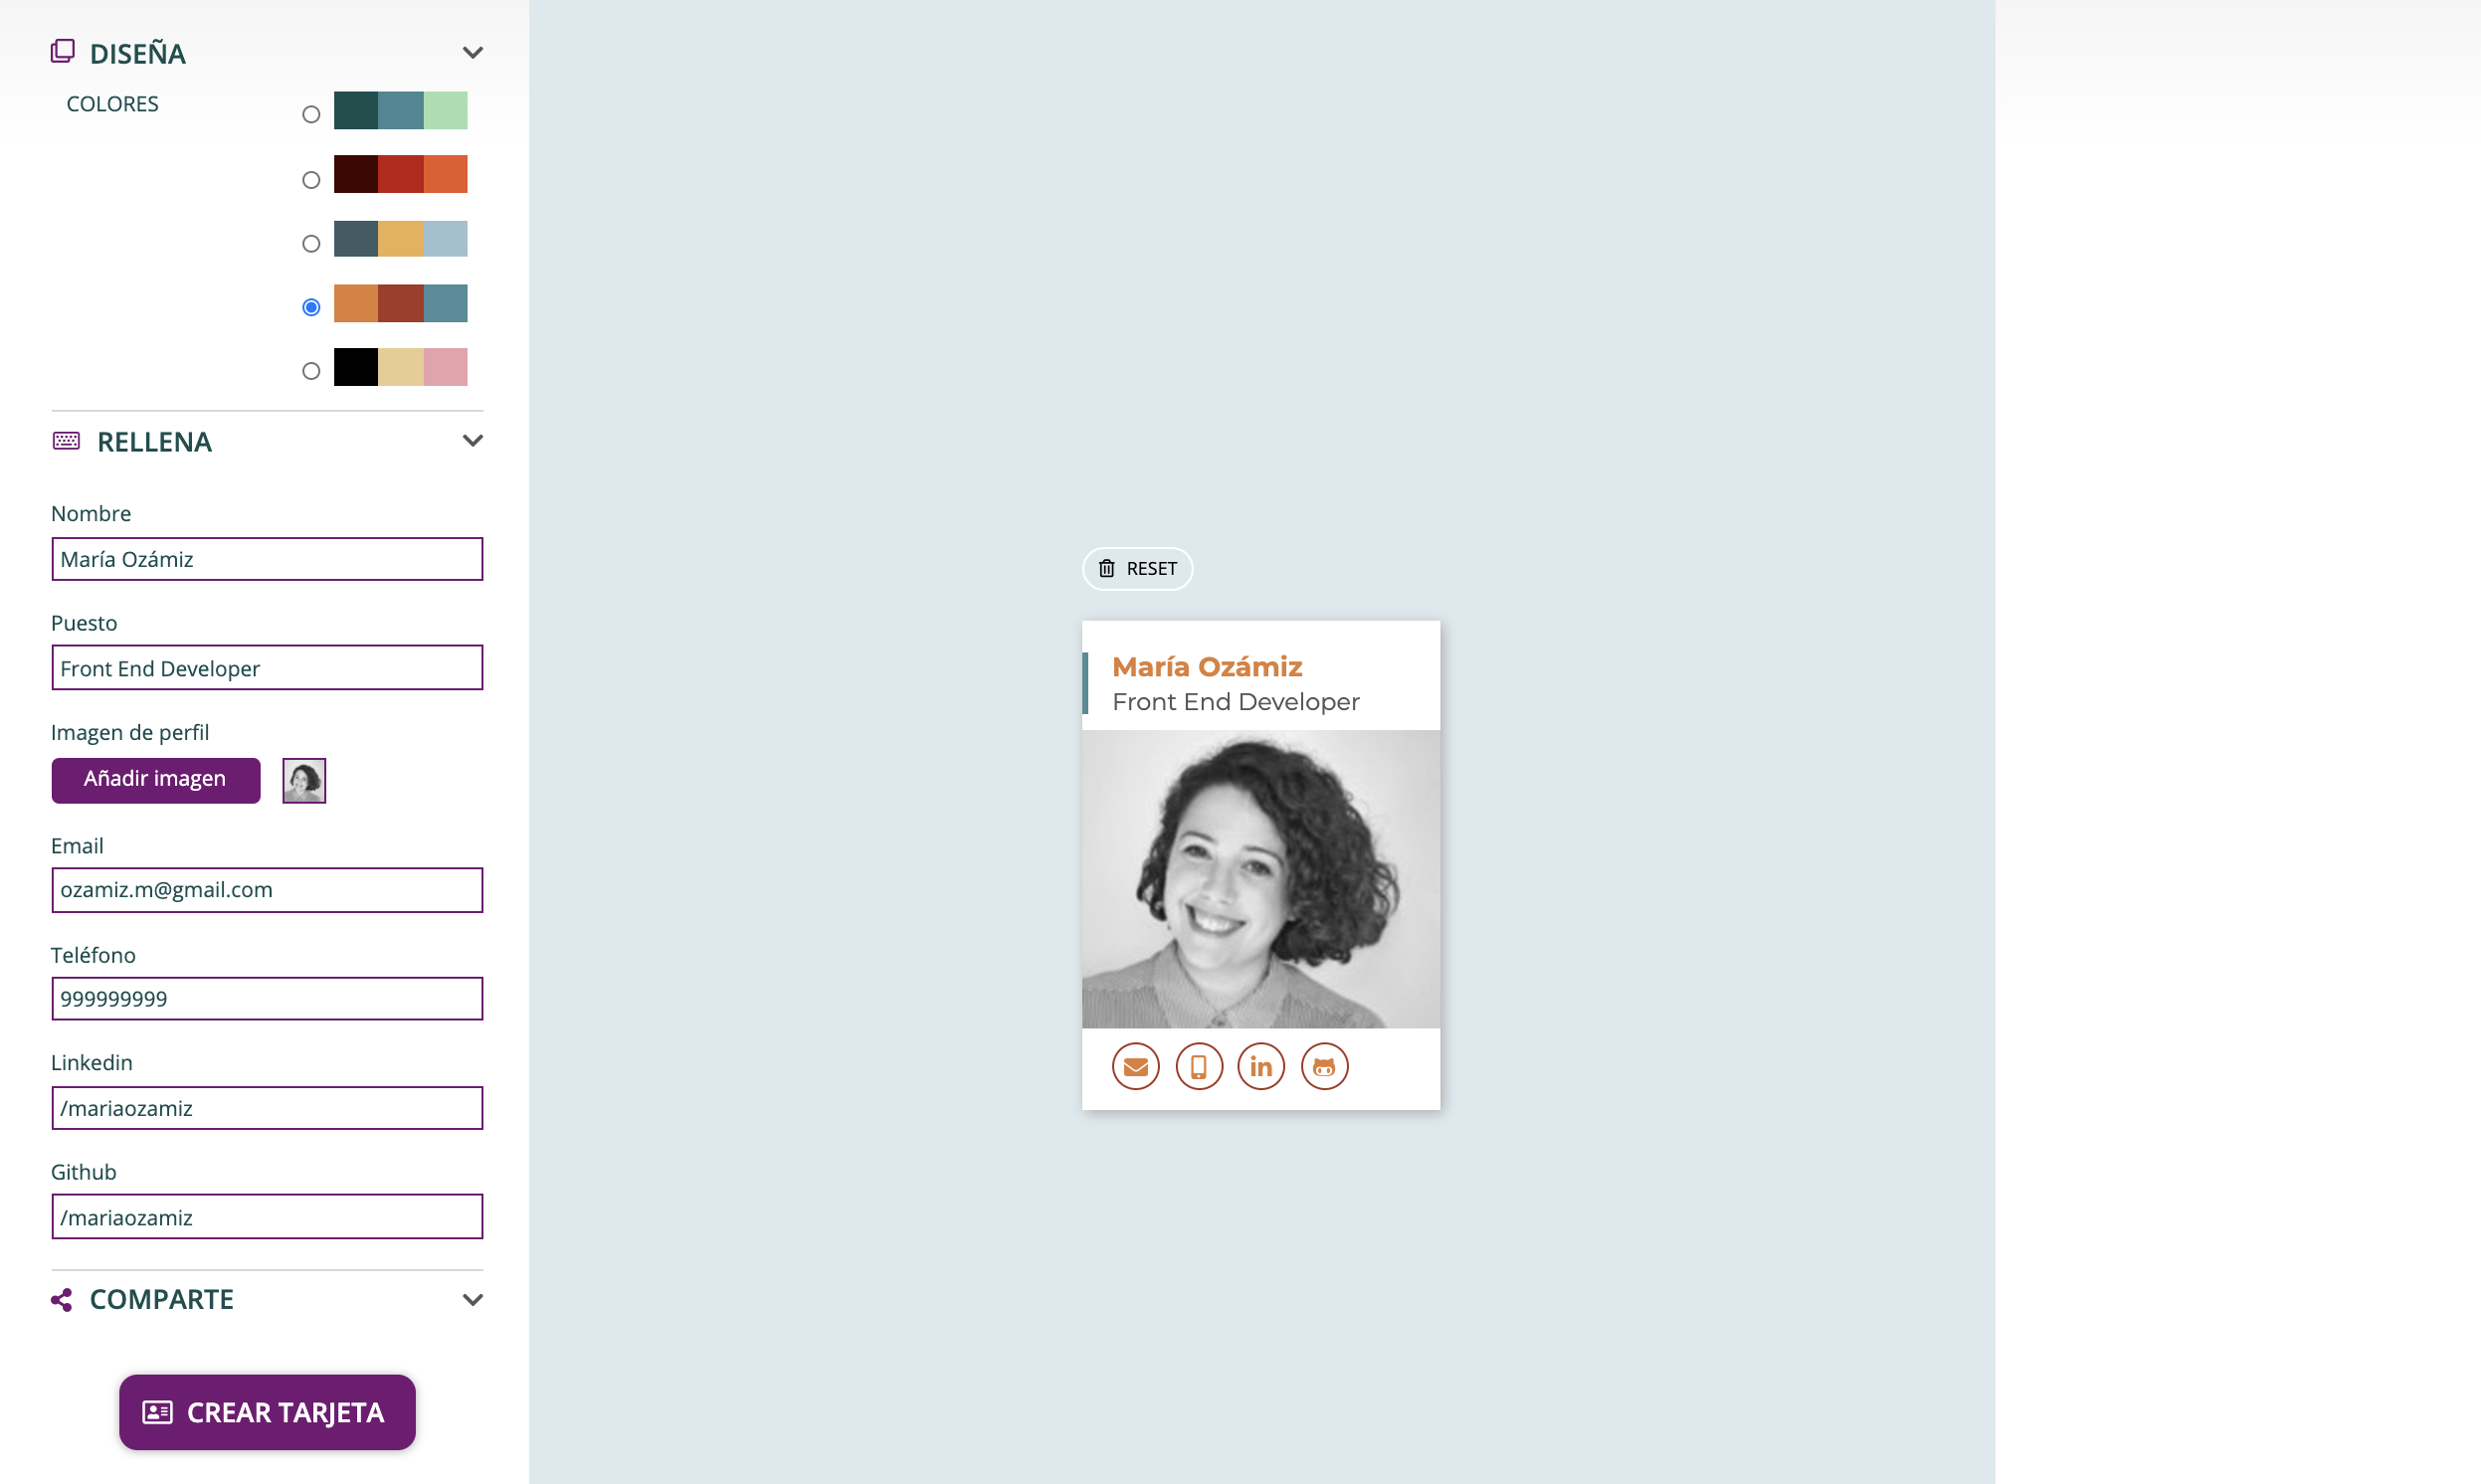 DISEÑA
COLORES
RELLENA
Nombre
María Ozámiz
Puesto
Front End Developer
Imagen de perfil
Añadir imagen
Email
ozamiz.m@gmail.com
Teléfono
999999999
Linkedin
/mariaozamiz
Github
/mariaozamiz
COMPARTE
CREAR TARJETA
RESET
María Ozámiz
Front End Developer
in